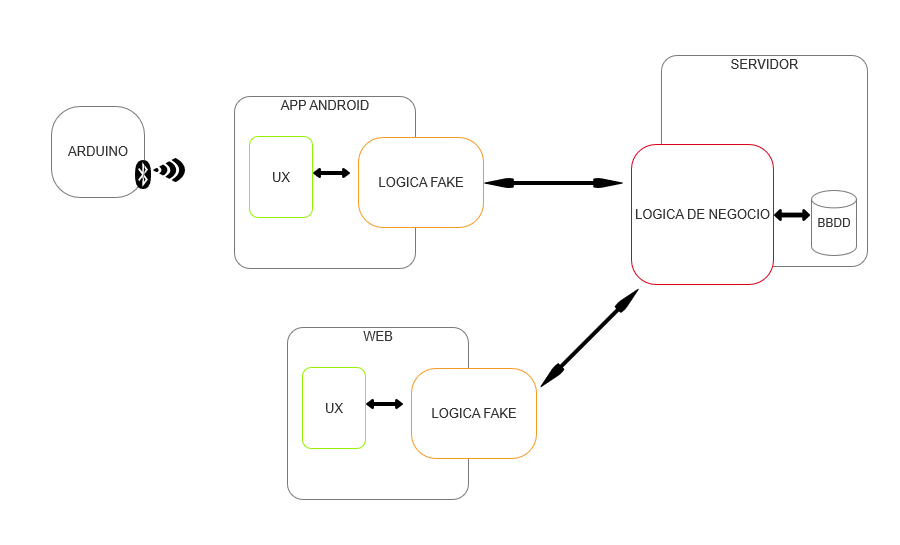 SERVIDOR
APP ANDROID
ARDUINO
UX
LOGICA FAKE
LOGICA DE NEGOCIO
BBDD
WEB
UX
LOGICA FAKE